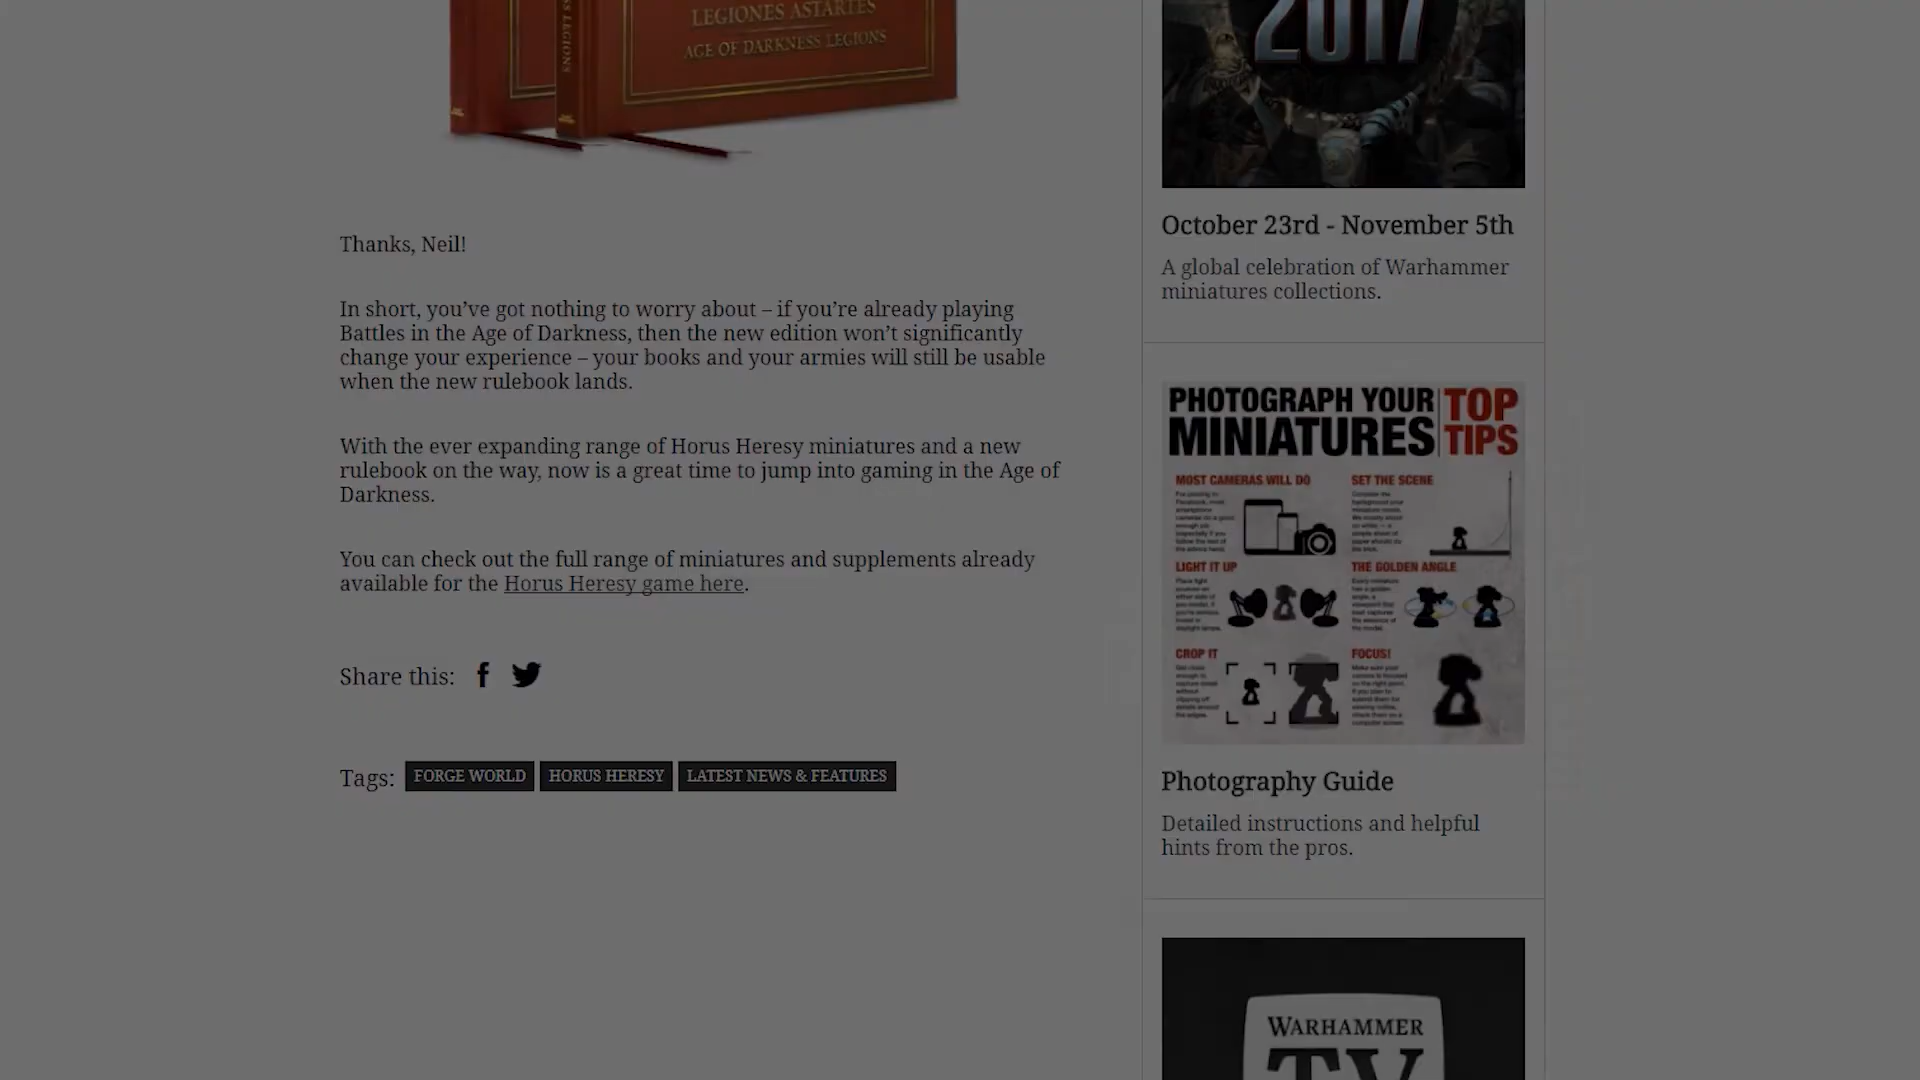 LEGIONES ASTARTES
AGE OF DARKNESS LEGIONS
LEGIONS
Thanks, Neil!
In short, you’ve got nothing to worry about – if you’re already playing
Battles in the Age of Darkness, then the new edition won’t significantly
change your experience – your books and your armies will still be usable
when the new rulebook lands.
With the ever expanding range of Horus Heresy miniatures and a new
rulebook on the way, now is a great time to jump into gaming in the Age of
Darkness.
You can check out the full range of miniatures and supplements already
available for the Horus Heresy game here.
Share this:
Tags: FORGE WORLD HORUS HERESY LATEST NEWS & FEATURES
2017
October 23rd - November 5th
A global celebration of Warhammer
miniatures collections.
PHOTOGRAPH YOUR
MINIATURES
TOP
TIPS
MOST CAMERAS WILL DO
SET THE SCENE
LIGHT IT UP
THE GOLDEN ANGLE
CROP IT
FOCUS!
Photography Guide
Detailed instructions and helpful
hints from the pros.
WARHAMMER
TV